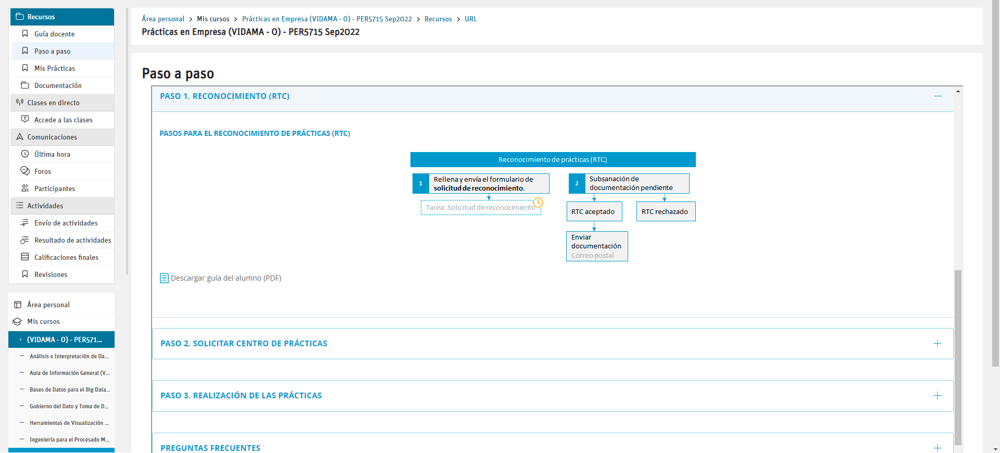 Recursos
Guía docente
Paso a paso
Mis Prácticas
Documentación
Clases en directo
Accede a las clases
Comunicaciones
Última hora
Foros
Participantes
Actividades
Envío de actividades
Resultado de actividades
Calificaciones finales
Revisiones
Área personal
Mis cursos
› (VIDAMA - O) - PER571...
Análisis e Interpretación de Da...
Aula de Información General (V...
Bases de Datos para el Big Data...
Gobierno del Dato y Toma de D...
Herramientas de Visualización ...
Ingeniería para el Procesado M...
Área personal > Mis cursos > Prácticas en Empresa (VIDAMA - O) - PER5715 Sep2022 > Recursos > URL
Prácticas en Empresa (VIDAMA - O) - PER5715 Sep2022
Paso a paso
PASO 1. RECONOCIMIENTO (RTC)
PASOS PARA EL RECONOCIMIENTO DE PRÁCTICAS (RTC)
Reconocimiento de prácticas (RTC)
1
Rellena y envía el formulario de
solicitud de reconocimiento.
Tarea: Solicitud de reconocimiento
2
Subsanación de
documentación pendiente
RTC aceptado
RTC rechazado
Enviar
documentación
Correo postal
Descargar guía del alumno (PDF)
PASO 2. SOLICITAR CENTRO DE PRÁCTICAS
PASO 3. REALIZACIÓN DE LAS PRÁCTICAS
PREGUNTAS FRECUENTES